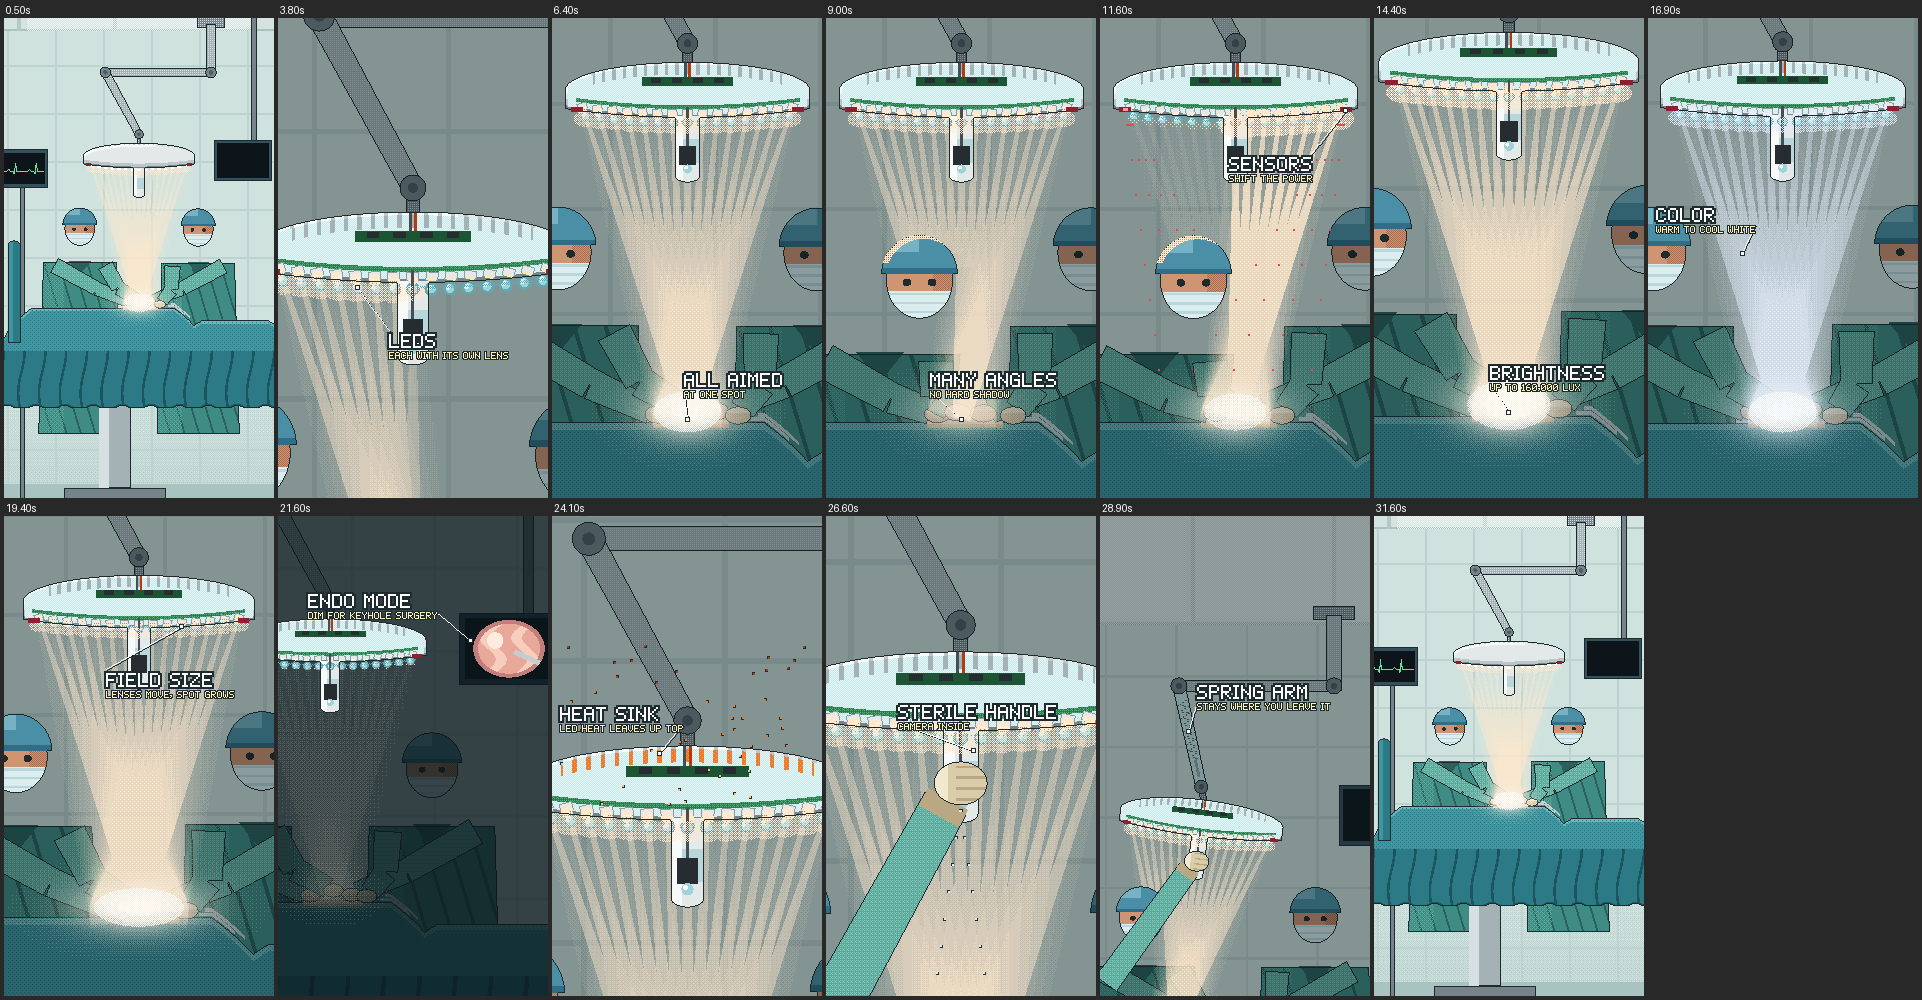 0.50s
3.80s
6.40s
9.00s
11.60s
14.40s
16.90s
LEDS
EACH WITH ITS OWN LENS
ALL AIMED
AT ONE SPOT
MANY ANGLES
NO HARD SHADOW
SENSORS
SHIFT THE POWER
BRIGHTNESS
UP TO 160,000 LUX
COLOR
WARM TO COOL WHITE
19.40s
21.60s
24.10s
26.60s
28.90s
31.60s
FIELD SIZE
LENSES MOVE, SPOT GROWS
ENDO MODE
DIM FOR KEYHOLE SURGERY
HEAT SINK
LED HEAT LEAVES UP TOP
STERILE HANDLE
CAMERA INSIDE
SPRING ARM
STAYS WHERE YOU LEAVE IT